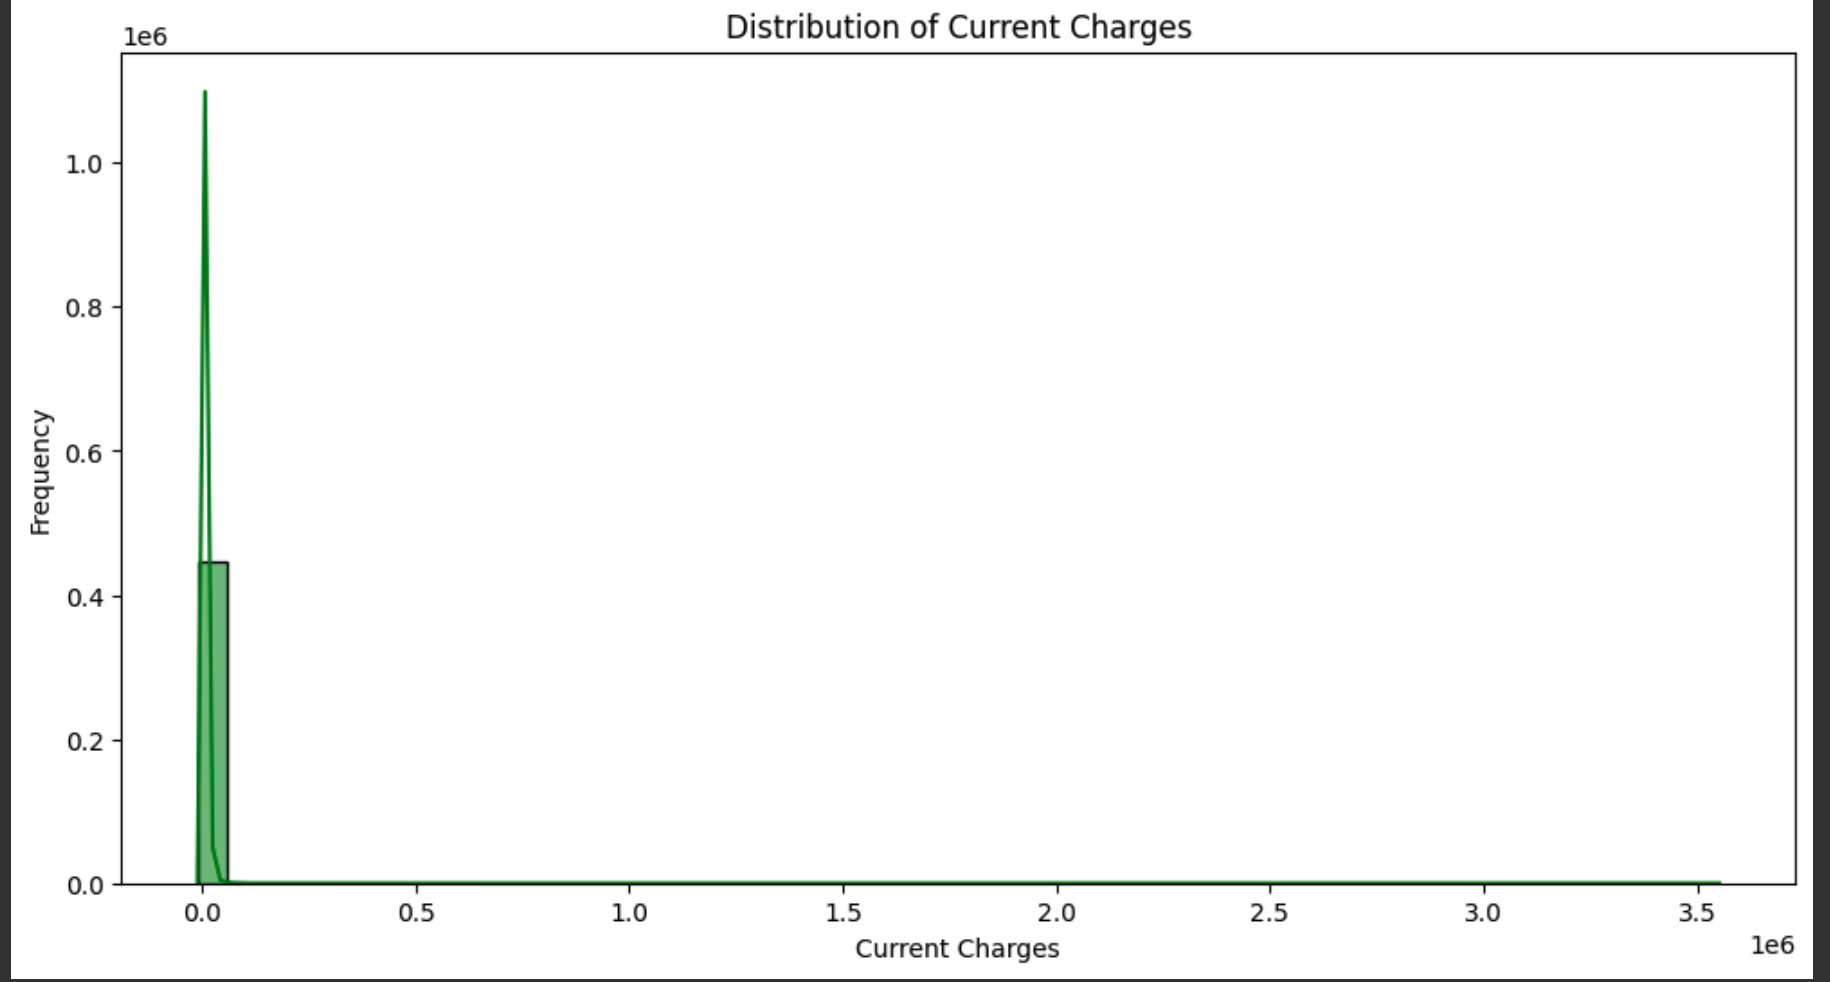 Distribution of Current Charges
1e6
1.0
0.8
0.6
0.4
0.2
0.0
Frequency
0.0 0.5 1.0 1.5 2.0 2.5 3.0 3.5
1e6
Current Charges